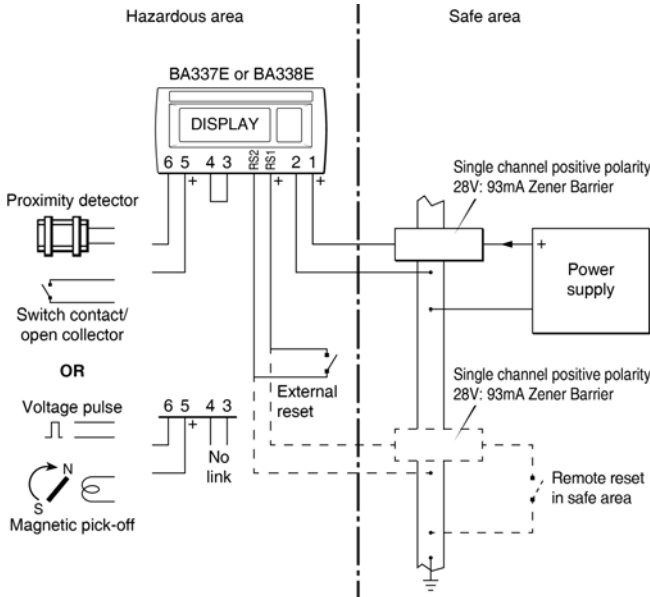 Hazardous area
Safe area
BA337E or BA338E
DISPLAY
6 5 4 3 RS2 RS1 2 1
+ + +
Single channel positive polarity
28V: 93mA Zener Barrier
Proximity detector
+
Power
supply
Switch contact/
open collector
OR
External
reset
Single channel positive polarity
28V: 93mA Zener Barrier
Voltage pulse
6 5 4 3
+
No
link
N
S
Magnetic pick-off
Remote reset
in safe area